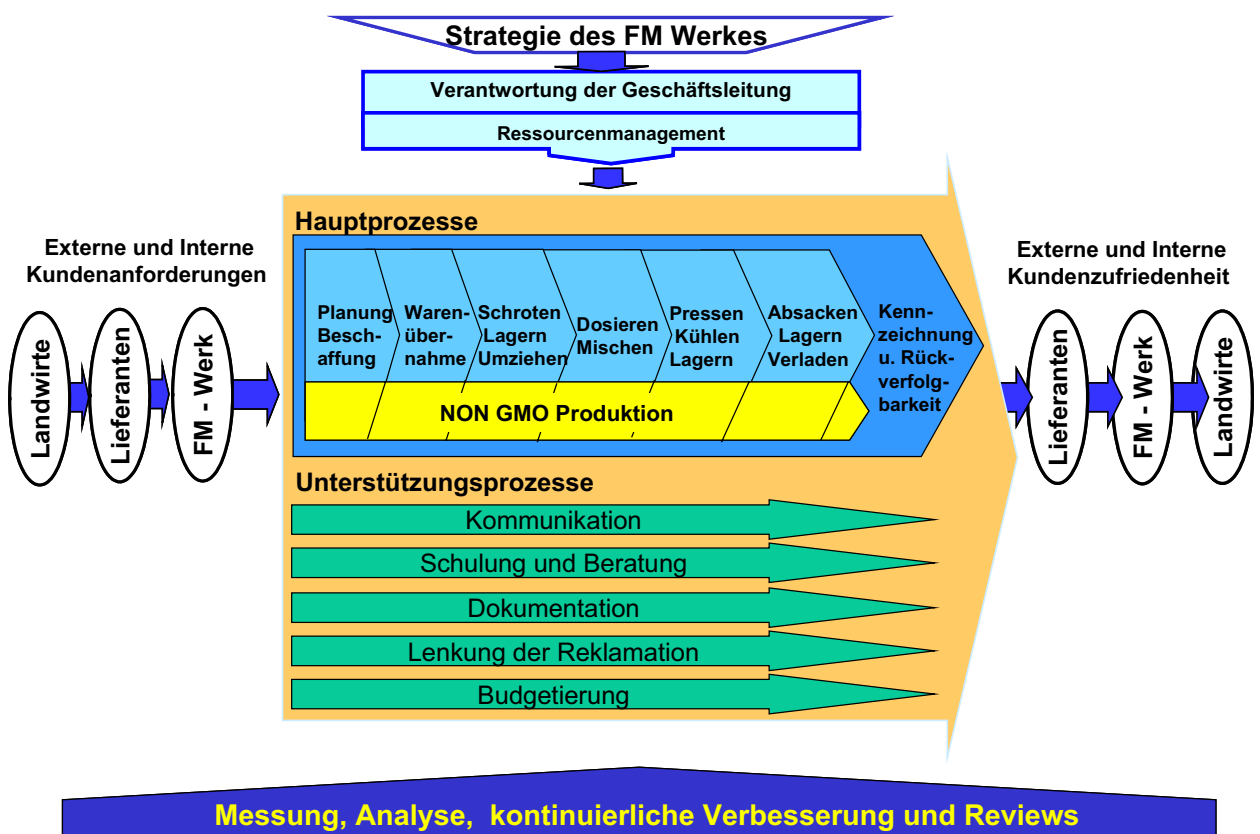 Strategie des FM Werkes
Verantwortung der Geschäftsleitung
Ressourcenmanagement
Externe und Interne
Kundenanforderungen
Landwirte
Lieferanten
FM - Werk
Hauptprozesse
Planung
Besch-
affung
Waren-
über-
nahme
Schroten
Lagern
Umziehen
Dosieren
Mischen
Pressen
Kühlen
Lagern
Absacken
Lagern
Verladen
Kenn-
zeichnung
u. Rück-
verfolg-
barkeit
NON GMO Produktion
Unterstützungsprozesse
Kommunikation
Schulung und Beratung
Dokumentation
Lenkung der Reklamation
Budgetierung
Externe und Interne
Kundenzufriedenheit
Lieferanten
FM - Werk
Landwirte
Messung, Analyse, kontinuierliche Verbesserung und Reviews